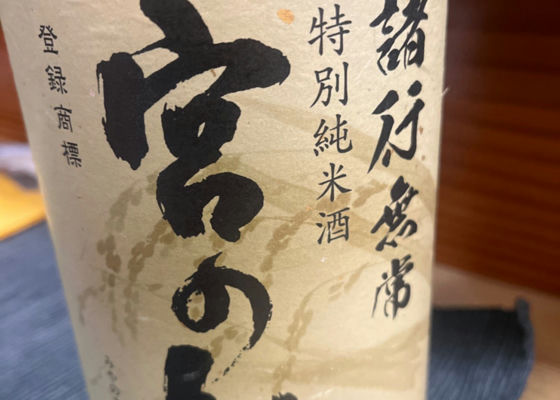 諸行無常
特別純米酒
宮の
登録商標